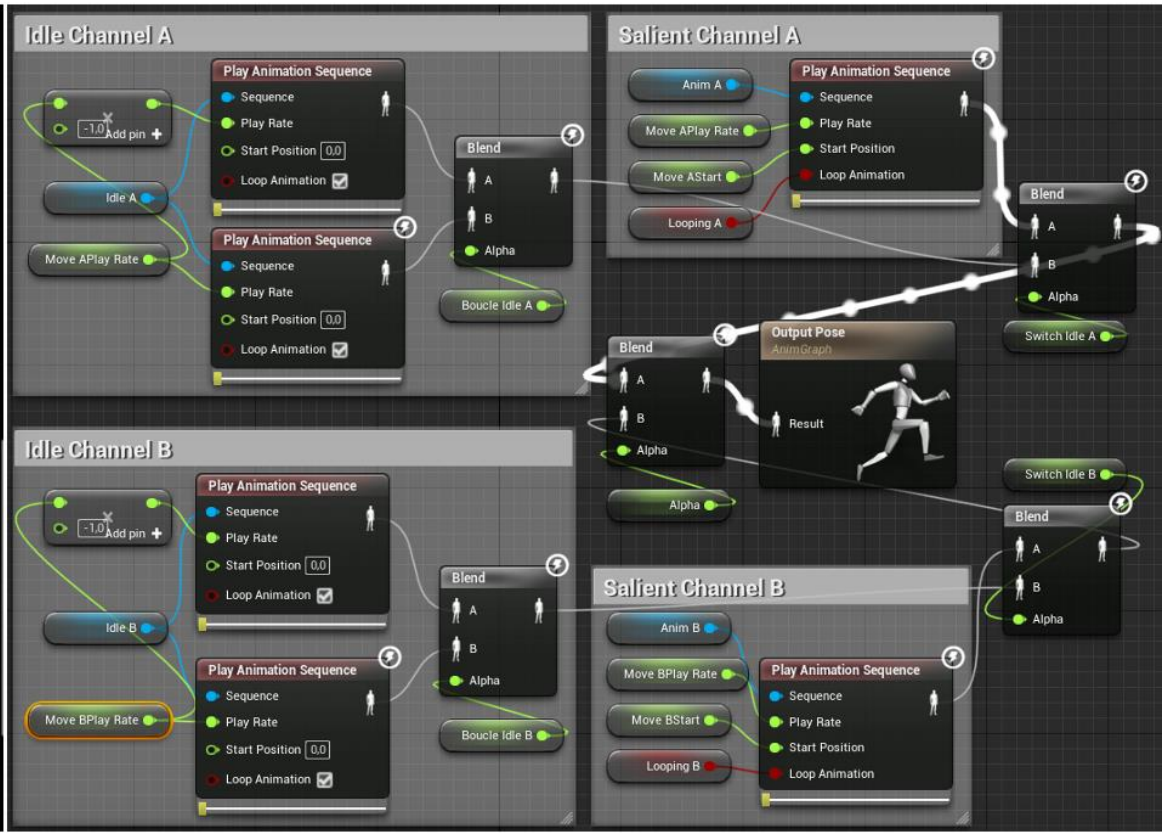 Idle Channel A
Play Animation Sequence
Sequence
Play Rate
Start Position 0,0
Loop Animation
-1,0
Add pin +
Idle A
Move APlay Rate
Play Animation Sequence
Sequence
Play Rate
Start Position 0,0
Loop Animation
Blend
A
B
Alpha
Boucle Idle A
Salient Channel A
Anim A
Move APlay Rate
Move AStart
Looping A
Play Animation Sequence
Sequence
Play Rate
Start Position
Loop Animation
Blend
A
B
Alpha
Switch Idle A
Blend
A
B
Alpha
Alpha
Output Pose
AnimGraph
Result
Idle Channel B
Play Animation Sequence
Sequence
Play Rate
Start Position 0,0
Loop Animation
-1,0
Add pin +
Idle B
Move BPlay Rate
Play Animation Sequence
Sequence
Play Rate
Start Position 0,0
Loop Animation
Blend
A
B
Alpha
Boucle Idle B
Salient Channel B
Anim B
Move BPlay Rate
Move BStart
Looping B
Play Animation Sequence
Sequence
Play Rate
Start Position
Loop Animation
Switch Idle B
Blend
A
B
Alpha